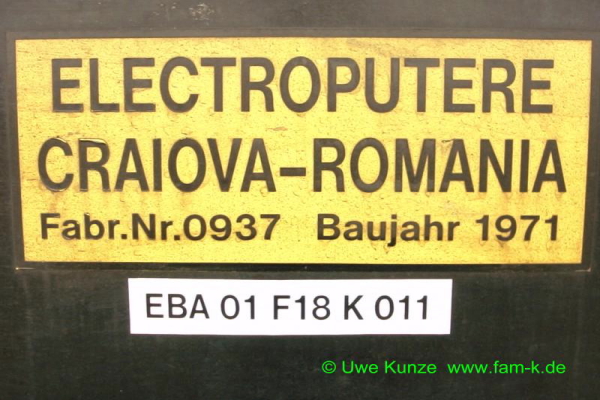 ELECTROPUTERE
CRAIOVA-ROMANIA
Fabr.Nr.0937 Baujahr 1971
EBA 01 F18 K 011
© Uwe Kunze www.fam-k.de